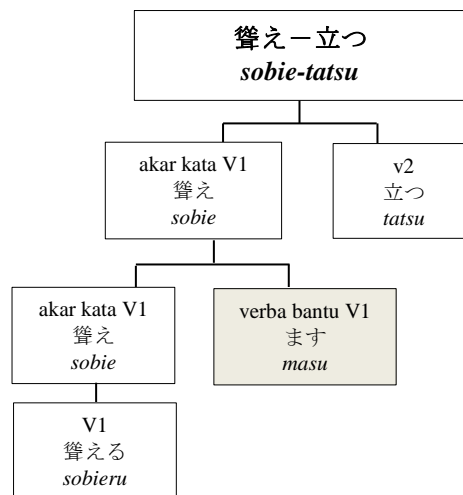 聳え－立つ
sobie-tatsu
akar kata V1
聳え
sobie
v2
立つ
tatsu
akar kata V1
聳え
sobie
verba bantu V1
ます
masu
V1
聳える
sobieru